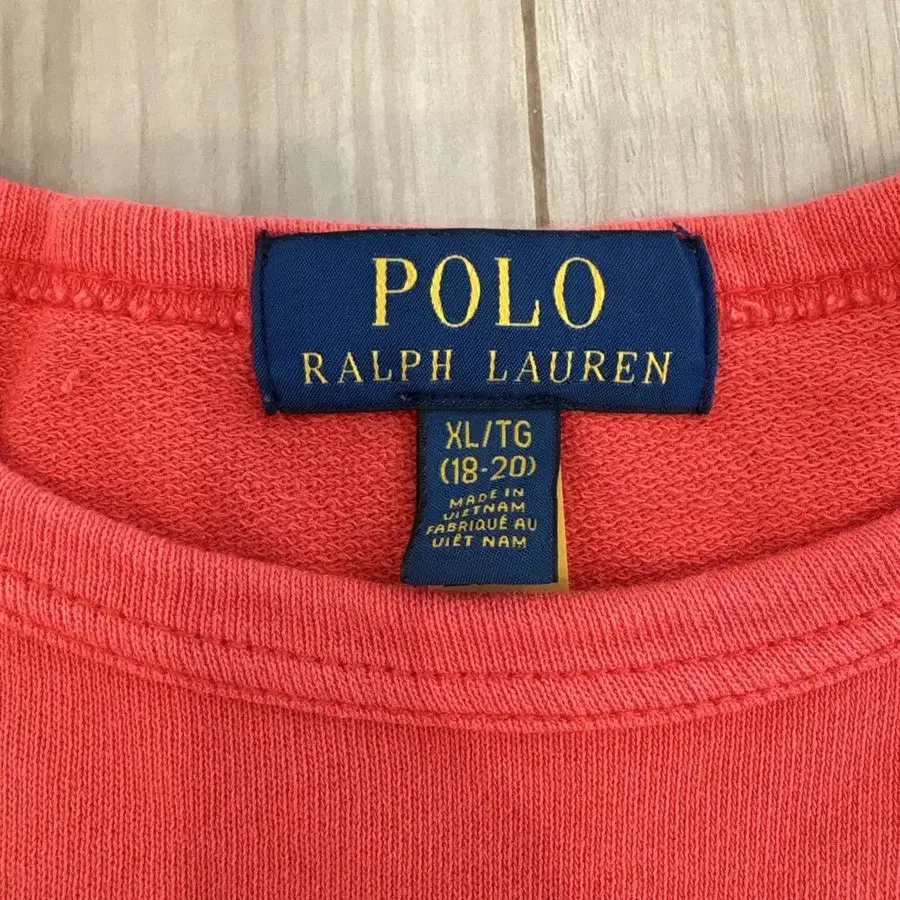 POLO
RALPH LAUREN
XL/TG
(18-20)
MADE IN
VIETNAM
FABRIQUÉ AU
VIÊT NAM